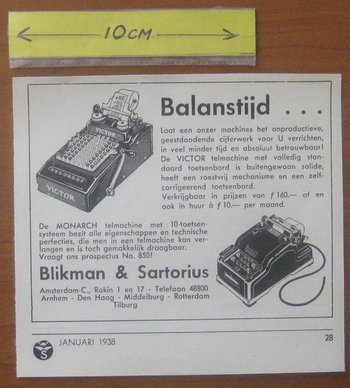 10CM
Balanstijd . . .
Laat een onzer machines het onproductieve,
geestdoodende cijferwerk voor U verrichten,
in veel minder tijd en absoluut betrouwbaar!
De VICTOR telmachine met volledig stan-
daard toetsenbord is buitengewoon solide,
heeft een roestvrij mechanisme en een zelf-
corrigeerend toetsenbord.
Verkrijgbaar in prijzen van f 160.— of en
ook in huur à f 10.— per maand.
VICTOR
VICTOR
De MONARCH telmachine met 10-toetsen-
systeem bezit alle eigenschappen en technische
perfecties, die men in een telmachine kan ver-
langen en is toch gemakkelijk draagbaar.
Vraagt ons prospectus No. 8501
Blikman & Sartorius
Amsterdam-C., Rokin 1 en 17 - Telefoon 48800
Arnhem - Den Haag - Middelburg - Rotterdam
Tilburg
S
JANUARI 1938
28